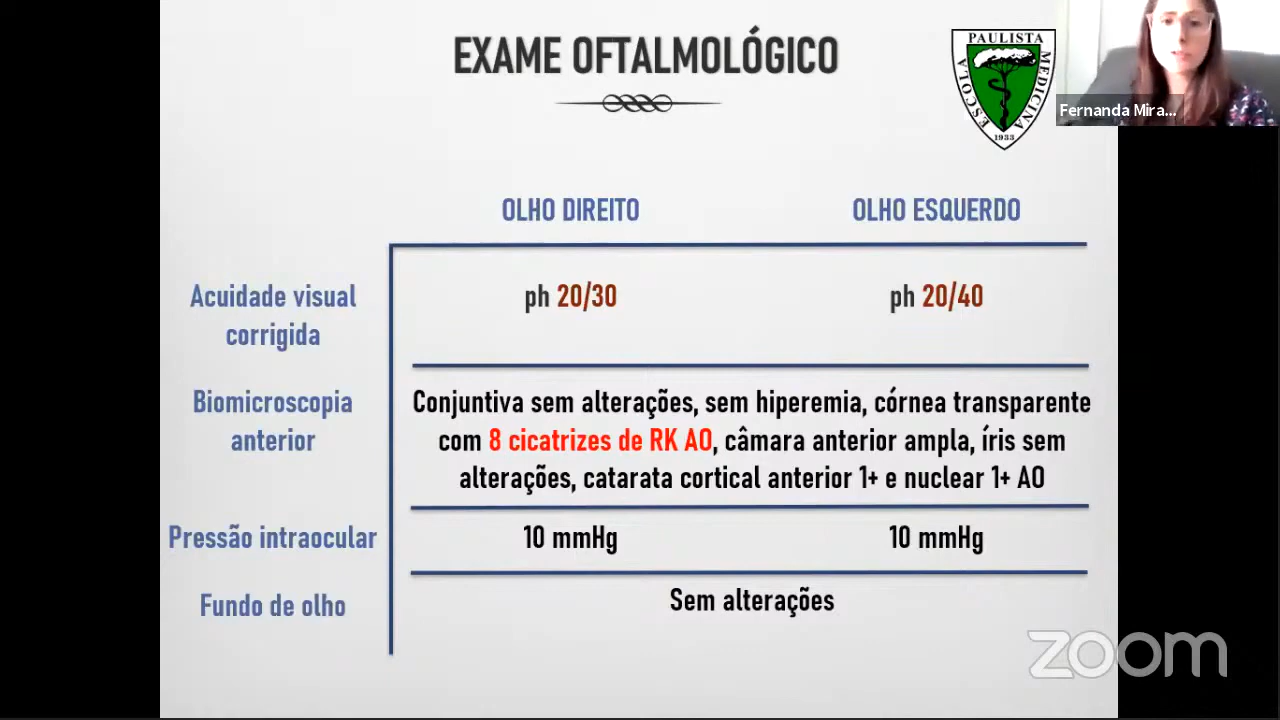 EXAME OFTALMOLÓGICO
ESCOLA PAULISTA MEDICINA
1933
Fernanda Mira...
OLHO DIREITO
OLHO ESQUERDO
Acuidade visual
corrigida
ph 20/30
ph 20/40
Biomicroscopia
anterior
Conjuntiva sem alterações, sem hiperemia, córnea transparente
com 8 cicatrizes de RK AO, câmara anterior ampla, íris sem
alterações, catarata cortical anterior 1+ e nuclear 1+ AO
Pressão intraocular
10 mmHg
10 mmHg
Fundo de olho
Sem alterações
zoom